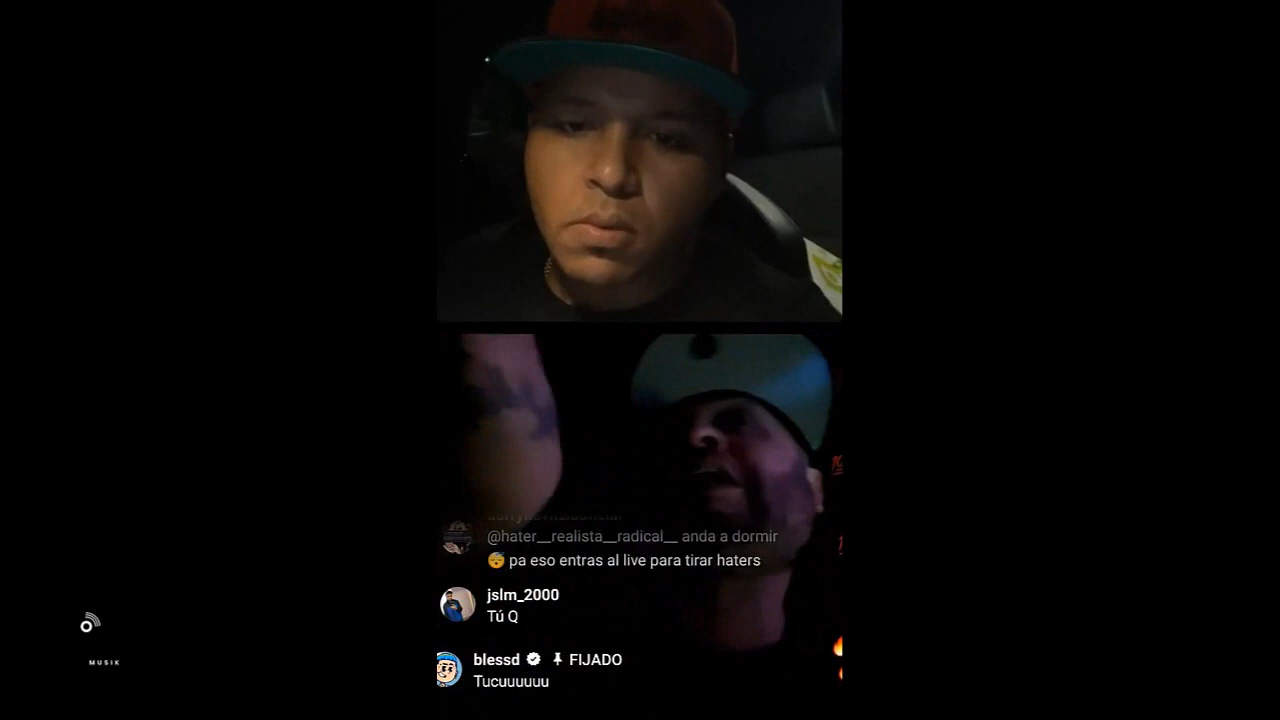 @hater__realista__radical__ anda a dormir
😴 pa eso entras al live para tirar haters
jslm_2000
Tú Q
blessd FIJADO
Tucuuuuuu
MUSIK